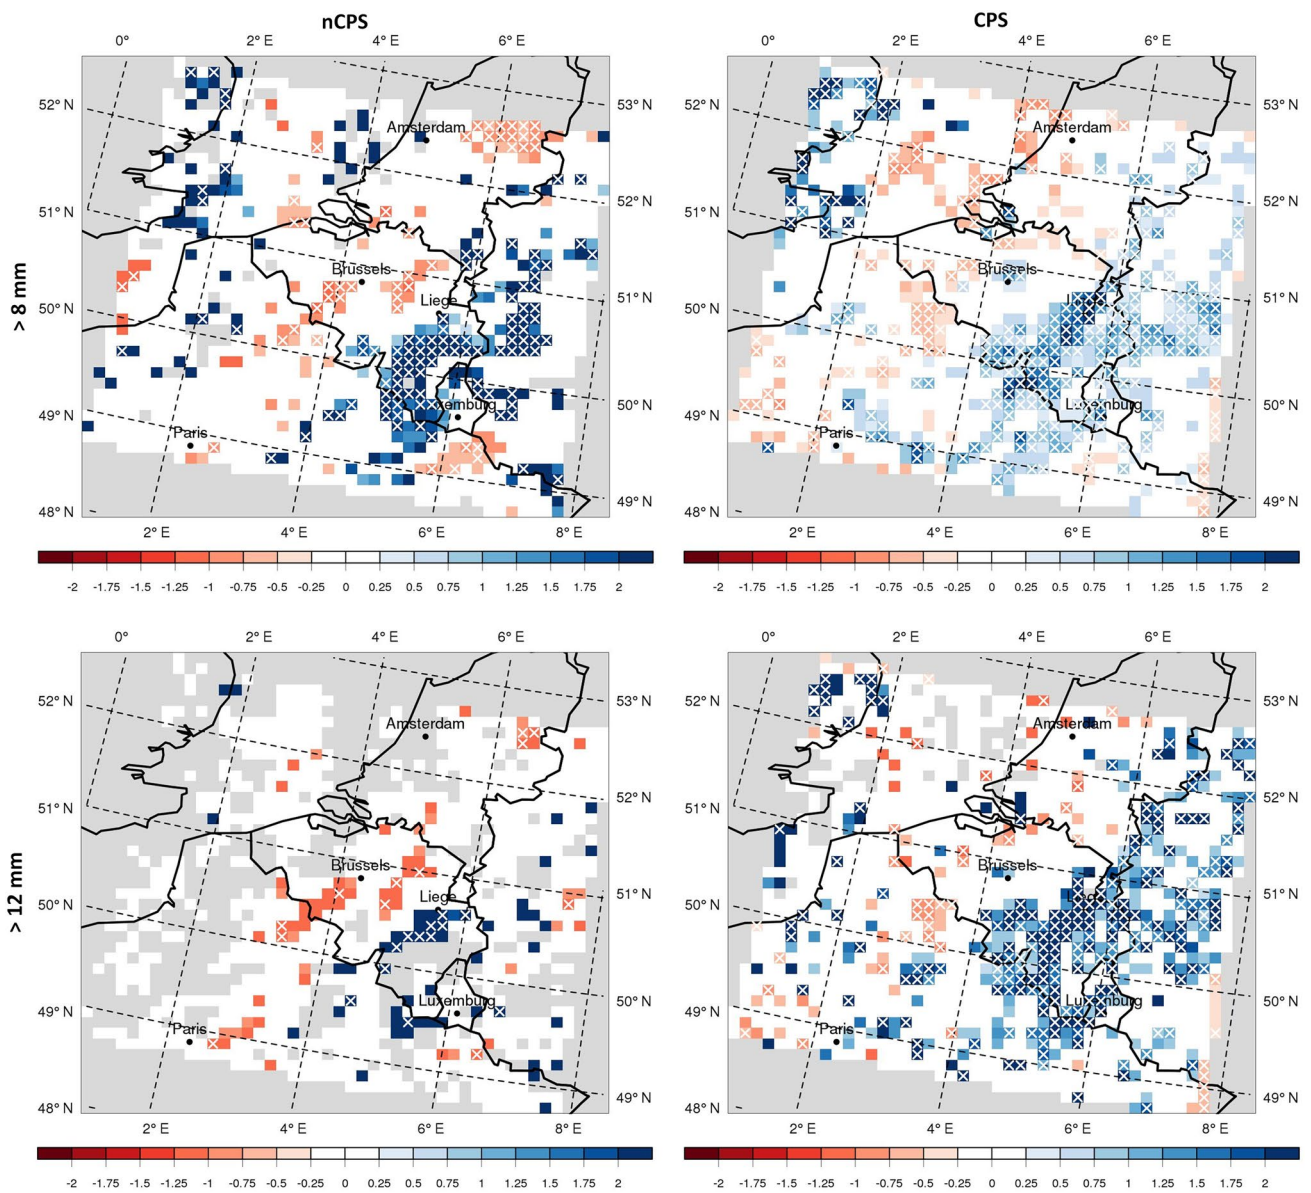 nCPS CPS
0° 2° E 4° E 6° E 0° 2° E 4° E 6° E
52° N 53° N 52° N 53° N
Amsterdam Amsterdam
51° N 52° N 51° N 52° N
> 8 mm
Brussels Brussels
50° N Liege 51° N 50° N 51° N
49° N 50° N 49° N 50° N
Luxemburg
Paris Paris
48° N 49° N 48° N 49° N
2° E 4° E 6° E 8° E 2° E 4° E 6° E 8° E
-2 -1.75 -1.5 -1.25 -1 -0.5 -0.25 0 0.25 0.5 0.75 1 1.25 1.5 1.75 2 -2 -1.75 -1.5 -1.25 -1 -0.5 -0.25 0 0.25 0.5 0.75 1 1.25 1.5 1.75 2
0° 2° E 4° E 6° E 0° 2° E 4° E 6° E
52° N 53° N 52° N 53° N
Amsterdam Amsterdam
51° N 52° N 51° N 52° N
> 12 mm
Brussels Brussels
50° N Liege 51° N 50° N 51° N
49° N Luxemburg 50° N 49° N Luxemburg 50° N
Paris Paris
48° N 49° N 48° N 49° N
2° E 4° E 6° E 8° E 2° E 4° E 6° E 8° E
-2 -1.75 -1.5 -1.25 -1 -0.5 -0.25 0 0.25 0.5 0.75 1 1.25 1.5 1.75 2 -2 -1.75 -1.5 -1.25 -1 -0.5 -0.25 0 0.25 0.5 0.75 1 1.25 1.5 1.75 2